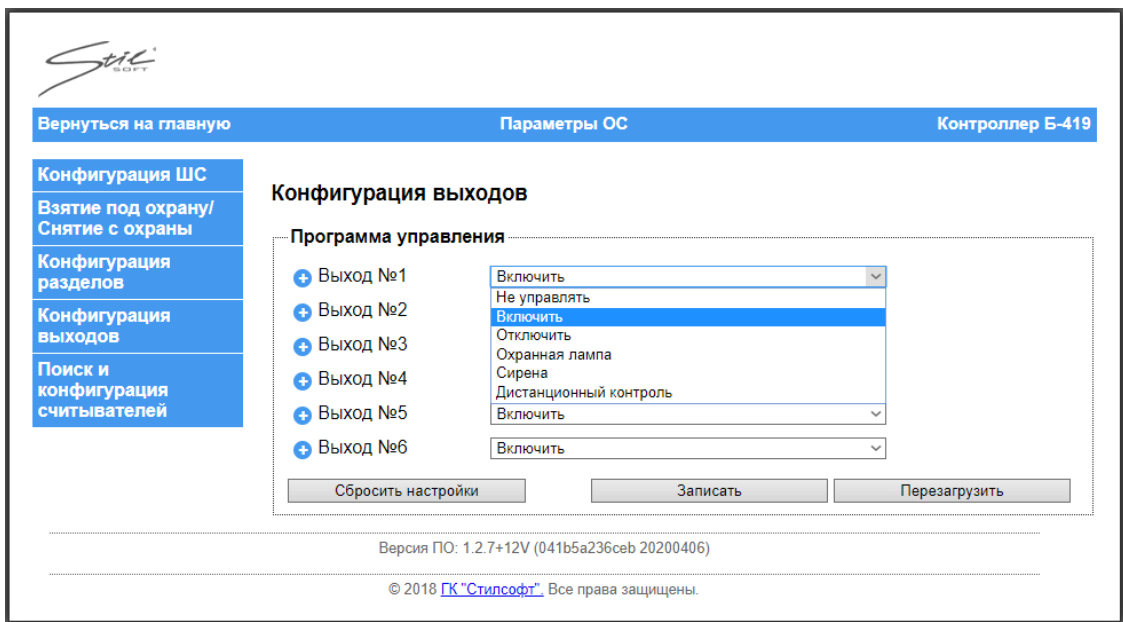 Stil
SOFT
Вернуться на главную Параметры ОС Контроллер Б-419
Конфигурация ШС
Взятие под охрану/
Снятие с охраны
Конфигурация
разделов
Конфигурация
выходов
Поиск и
конфигурация
считывателей
Конфигурация выходов
Программа управления
Выход №1 Включить
Не управлять
Выход №2 Включить
Отключить
Выход №3 Охранная лампа
Сирена
Выход №4 Дистанционный контроль
Выход №5 Включить
Выход №6 Включить
Сбросить настройки Записать Перезагрузить
Версия ПО: 1.2.7+12V (041b5a236ceb 20200406)
© 2018 ГК "Стилсофт". Все права защищены.